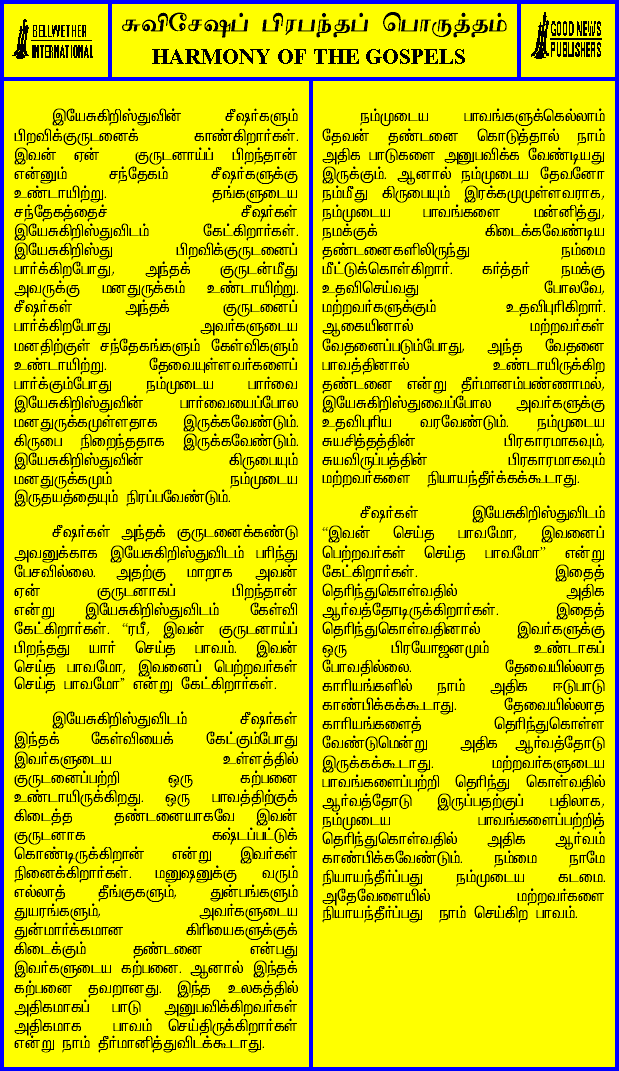 BELLWETHER
INTERNATIONAL
சுவிசேஷப் பிரபந்தப் பொருத்தம்
HARMONY OF THE GOSPELS
GOOD NEWS
PUBLISHERS
இயேசுகிறிஸ்துவின் சீஷர்களும்
பிறவிக்குருடனைக் காண்கிறார்கள்.
இவன் ஏன் குருடனாய்ப் பிறந்தான்
என்னும் சந்தேகம் சீஷர்களுக்கு
உண்டாயிற்று. தங்களுடைய
சந்தேகத்தைச் சீஷர்கள்
இயேசுகிறிஸ்துவிடம் கேட்கிறார்கள்.
இயேசுகிறிஸ்து பிறவிக்குருடனைப்
பார்க்கிறபோது, அந்தக் குருடன்மீது
அவருக்கு மனதுருக்கம் உண்டாயிற்று.
சீஷர்கள் அந்தக் குருடனைப்
பார்க்கிறபோது அவர்களுடைய
மனதிற்குள் சந்தேகங்களும் கேள்விகளும்
உண்டாயிற்று. தேவையுள்ளவர்களைப்
பார்க்கும்போது நம்முடைய பார்வை
இயேசுகிறிஸ்துவின் பார்வையைப்போல
மனதுருக்கமுள்ளதாக இருக்கவேண்டும்.
கிருபை நிறைந்ததாக இருக்கவேண்டும்.
இயேசுகிறிஸ்துவின் கிருபையும்
மனதுருக்கமும் நம்முடைய
இருதயத்தையும் நிரப்பவேண்டும்.
சீஷர்கள் அந்தக் குருடனைக்கண்டு
அவனுக்காக இயேசுகிறிஸ்துவிடம் பரிந்து
பேசவில்லை. அதற்கு மாறாக அவன்
ஏன் குருடனாகப் பிறந்தான்
என்று இயேசுகிறிஸ்துவிடம் கேள்வி
கேட்கிறார்கள். “ரபீ, இவன் குருடனாய்ப்
பிறந்தது யார் செய்த பாவம். இவன்
செய்த பாவமோ, இவனைப் பெற்றவர்கள்
செய்த பாவமோ” என்று கேட்கிறார்கள்.
இயேசுகிறிஸ்துவிடம் சீஷர்கள்
இந்தக் கேள்வியைக் கேட்கும்போது
இவர்களுடைய உள்ளத்தில்
குருடனைப்பற்றி ஒரு கற்பனை
உண்டாயிருக்கிறது. ஒரு பாவத்திற்குக்
கிடைத்த தண்டனையாகவே இவன்
குருடனாக கஷ்டப்பட்டுக்
கொண்டிருக்கிறான் என்று இவர்கள்
நினைக்கிறார்கள். மனுஷனுக்கு வரும்
எல்லாத் தீங்குகளும், துன்பங்களும்
துயரங்களும், அவர்களுடைய
துன்மார்க்கமான கிரியைகளுக்குக்
கிடைக்கும் தண்டனை என்பது
இவர்களுடைய கற்பனை. ஆனால் இந்தக்
கற்பனை தவறானது. இந்த உலகத்தில்
அதிகமாகப் பாடு அனுபவிக்கிறவர்கள்
அதிகமாக பாவம் செய்திருக்கிறார்கள்
என்று நாம் தீர்மானித்துவிடக்கூடாது.
நம்முடைய பாவங்களுக்கெல்லாம்
தேவன் தண்டனை கொடுத்தால் நாம்
அதிக பாடுகளை அனுபவிக்க வேண்டியது
இருக்கும். ஆனால் நம்முடைய தேவனோ
நம்மீது கிருபையும் இரக்கமுமுள்ளவராக,
நம்முடைய பாவங்களை மன்னித்து,
நமக்குக் கிடைக்கவேண்டிய
தண்டனைகளிலிருந்து நம்மை
மீட்டுக்கொள்கிறார். கர்த்தர் நமக்கு
உதவிசெய்வது போலவே,
மற்றவர்களுக்கும் உதவிபுரிகிறார்.
ஆகையினால் மற்றவர்கள்
வேதனைப்படும்போது, அந்த வேதனை
பாவத்தினால் உண்டாயிருக்கிற
தண்டனை என்று தீர்மானம்பண்ணாமல்,
இயேசுகிறிஸ்துவைப்போல அவர்களுக்கு
உதவிபுரிய வரவேண்டும். நம்முடைய
சுயசித்தத்தின் பிரகாரமாகவும்,
சுயவிருப்பத்தின் பிரகாரமாகவும்
மற்றவர்களை நியாயந்தீர்க்கக்கூடாது.
சீஷர்கள் இயேசுகிறிஸ்துவிடம்
“இவன் செய்த பாவமோ, இவனைப்
பெற்றவர்கள் செய்த பாவமோ” என்று
கேட்கிறார்கள். இதைத்
தெரிந்துகொள்வதில் அதிக
ஆர்வத்தோடிருக்கிறார்கள். இதைத்
தெரிந்துகொள்வதினால் இவர்களுக்கு
ஒரு பிரயோஜனமும் உண்டாகப்
போவதில்லை. தேவையில்லாத
காரியங்களில் நாம் அதிக ஈடுபாடு
காண்பிக்கக்கூடாது. தேவையில்லாத
காரியங்களைத் தெரிந்துகொள்ள
வேண்டுமென்று அதிக ஆர்வத்தோடு
இருக்கக்கூடாது. மற்றவர்களுடைய
பாவங்களைப்பற்றி தெரிந்து கொள்வதில்
ஆர்வத்தோடு இருப்பதற்குப் பதிலாக,
நம்முடைய பாவங்களைப்பற்றித்
தெரிந்துகொள்வதில் அதிக ஆர்வம்
காண்பிக்கவேண்டும். நம்மை நாமே
நியாயந்தீர்ப்பது நம்முடைய கடமை.
அதேவேளையில் மற்றவர்களை
நியாயந்தீர்ப்பது நாம் செய்கிற பாவம்.